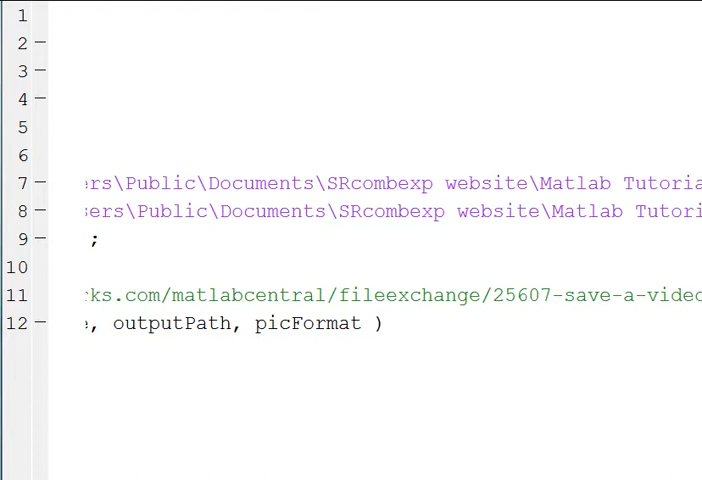 1
2
3
4
5
6
7 ers\Public\Documents\SRcombexp website\Matlab Tutoria
8 sers\Public\Documents\SRcombexp website\Matlab Tutori
9 ;
10
11 rks.com/matlabcentral/fileexchange/25607-save-a-video
12 e, outputPath, picFormat )